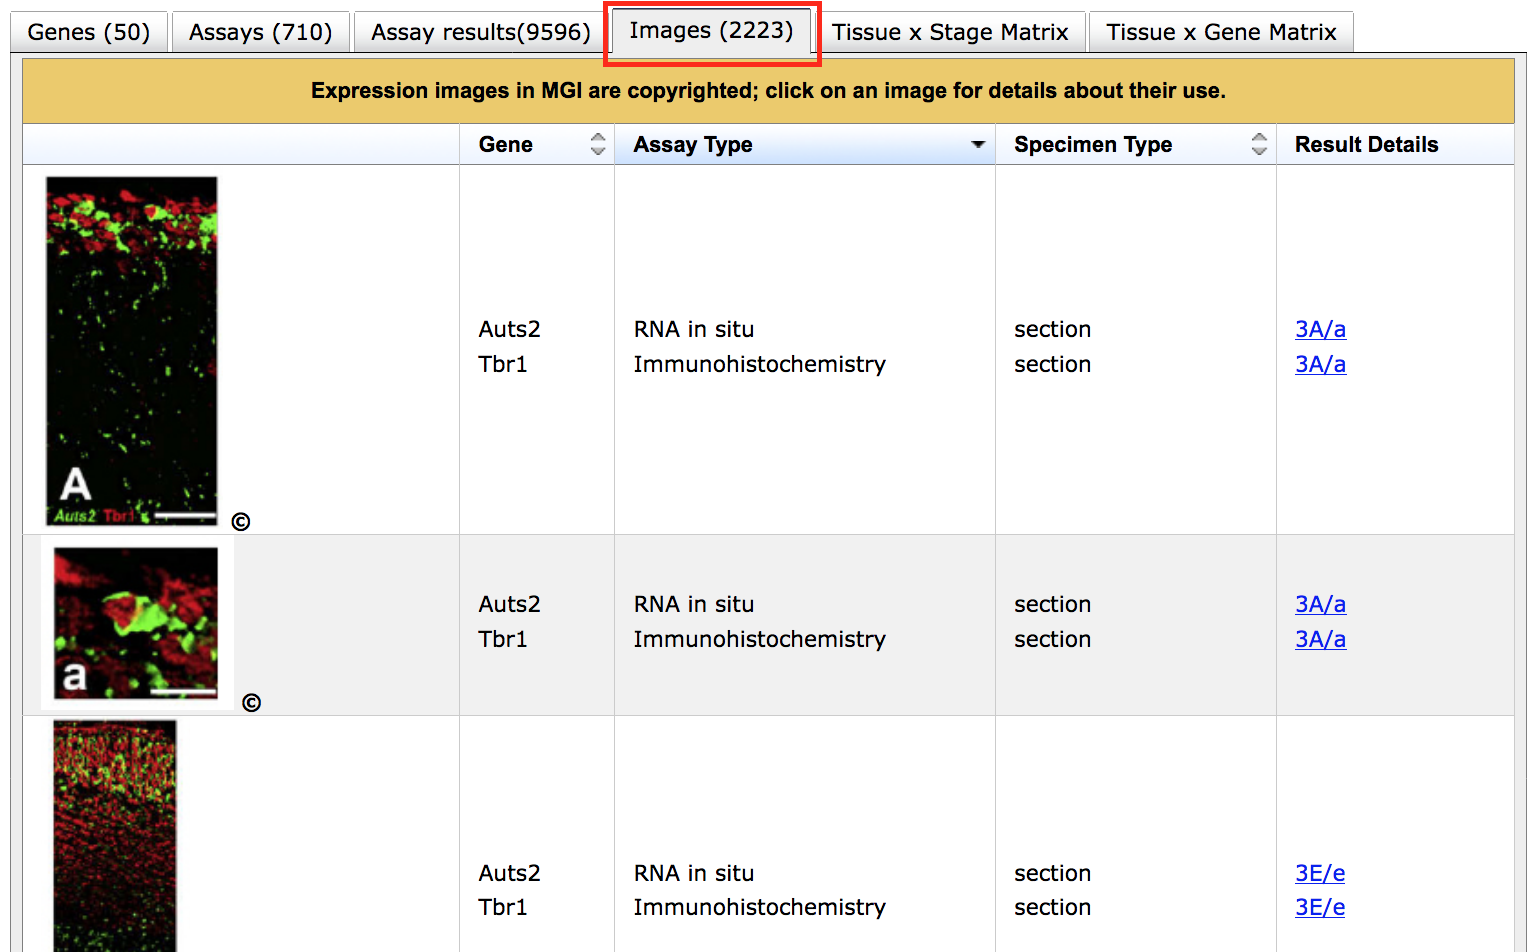 Genes (50) Assays (710) Assay results(9596) Images (2223) Tissue x Stage Matrix Tissue x Gene Matrix
Expression images in MGI are copyrighted; click on an image for details about their use.
Gene Assay Type Specimen Type Result Details
Auts2 RNA in situ section 3A/a
Tbr1 Immunohistochemistry section 3A/a
A
Auts2 Tbr1
©
Auts2 RNA in situ section 3A/a
Tbr1 Immunohistochemistry section 3A/a
a
©
Auts2 RNA in situ section 3E/e
Tbr1 Immunohistochemistry section 3E/e